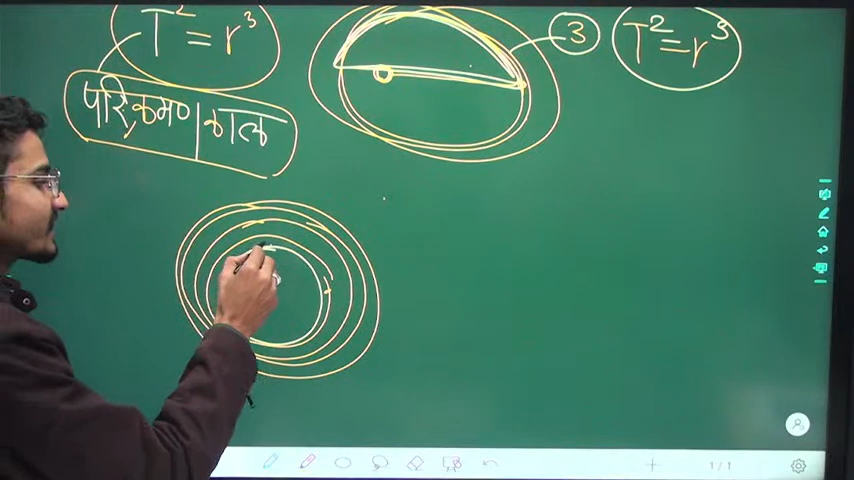 T² = r³
③
T² = r³
परिक्रमण काल
1/1